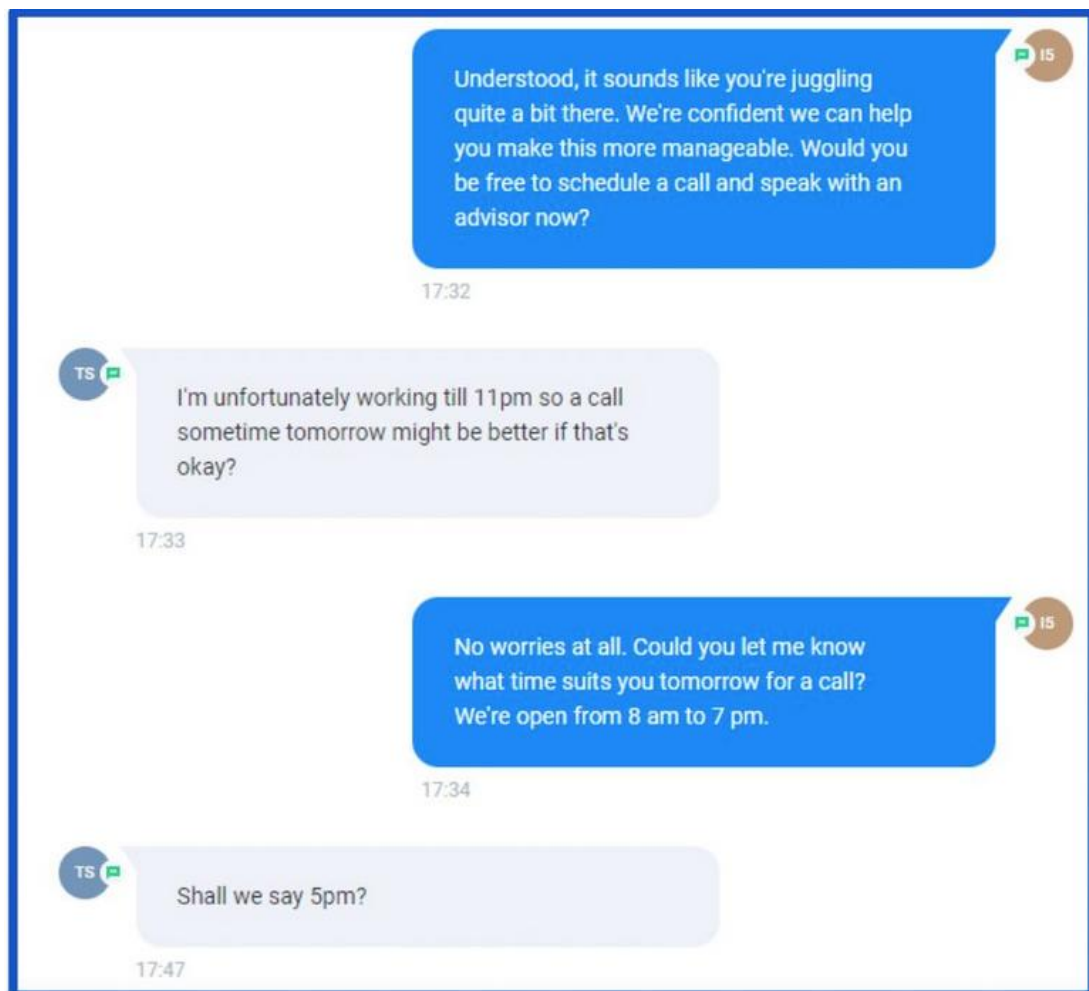 I5
Understood, it sounds like you're juggling
quite a bit there. We're confident we can help
you make this more manageable. Would you
be free to schedule a call and speak with an
advisor now?
17:32
TS
I'm unfortunately working till 11pm so a call
sometime tomorrow might be better if that's
okay?
17:33
I5
No worries at all. Could you let me know
what time suits you tomorrow for a call?
We're open from 8 am to 7 pm.
17:34
TS
Shall we say 5pm?
17:47